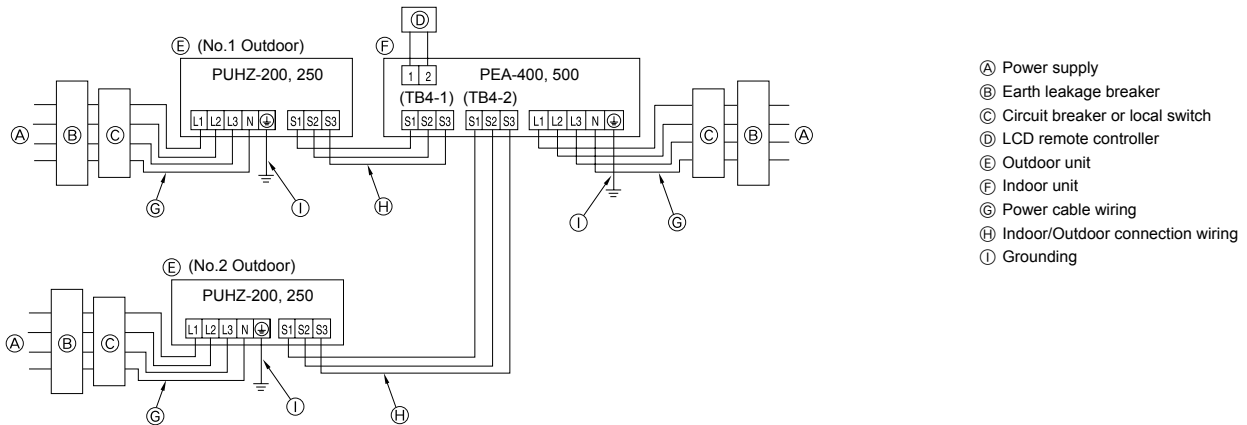 Ⓓ
Ⓔ (No.1 Outdoor)
Ⓕ
PUHZ-200, 250
1 2
PEA-400, 500
(TB4-1) (TB4-2)
L1 L2 L3 N S1 S2 S3
S1 S2 S3 S1 S2 S3 L1 L2 L3 N
Ⓐ Ⓑ Ⓒ
Ⓒ Ⓑ Ⓐ
Ⓖ Ⓘ Ⓗ Ⓘ Ⓖ
Ⓔ (No.2 Outdoor)
PUHZ-200, 250
L1 L2 L3 N S1 S2 S3
Ⓐ Ⓑ Ⓒ
Ⓖ Ⓘ Ⓗ
Ⓐ Power supply
Ⓑ Earth leakage breaker
Ⓒ Circuit breaker or local switch
Ⓓ LCD remote controller
Ⓔ Outdoor unit
Ⓕ Indoor unit
Ⓖ Power cable wiring
Ⓗ Indoor/Outdoor connection wiring
Ⓘ Grounding